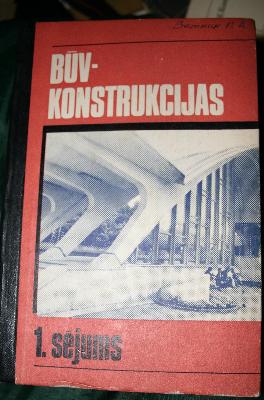 BŪV-
KONSTRUKCIJAS
1. sējums